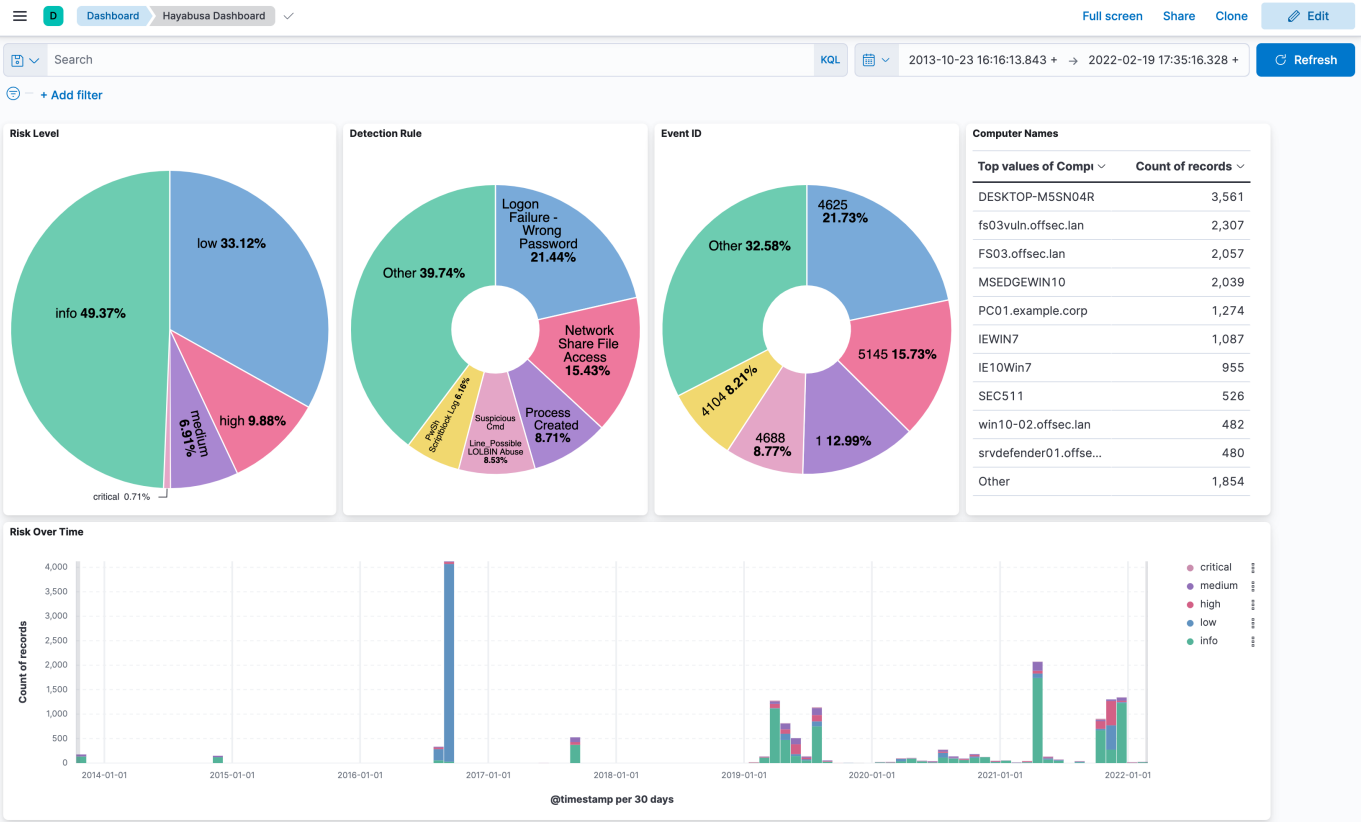 D
Dashboard
Hayabusa Dashboard
Full screen
Share
Clone
Edit
Search
KQL
2013-10-23 16:16:13.843 +
→
2022-02-19 17:35:16.328 +
Refresh
+ Add filter
Risk Level
low 33.12%
info 49.37%
high 9.88%
medium
6.91%
critical 0.71%
Detection Rule
Logon
Failure -
Wrong
Password
21.44%
Other 39.74%
Network
Share File
Access
15.43%
Process
Created
8.71%
Suspicious
Cmd
Line_Possible
LOLBIN Abuse
8.53%
PwSh
Scriptblock Log 6.16%
Event ID
4625
21.73%
Other 32.58%
5145 15.73%
1 12.99%
4688
8.77%
4104 8.21%
Computer Names
Top values of Compu
Count of records
DESKTOP-M5SN04R 3,561
fs03vuln.offsec.lan 2,307
FS03.offsec.lan 2,057
MSEDGEWIN10 2,039
PC01.example.corp 1,274
IEWIN7 1,087
IE10Win7 955
SEC511 526
win10-02.offsec.lan 482
srvdefender01.offse... 480
Other 1,854
Risk Over Time
Count of records
4,000
3,500
3,000
2,500
2,000
1,500
1,000
500
0
2014-01-01
2015-01-01
2016-01-01
2017-01-01
2018-01-01
2019-01-01
2020-01-01
2021-01-01
2022-01-01
@timestamp per 30 days
critical
medium
high
low
info